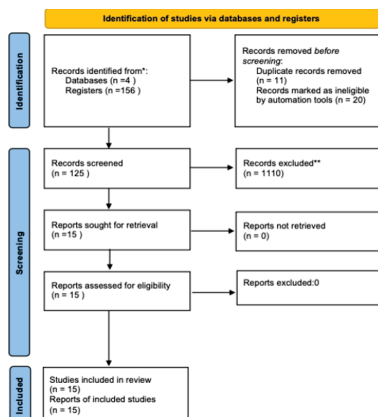 Identification of studies via databases and registers
Identification
Records identified from*:
Databases (n =4 )
Registers (n =156 )
Records removed before
screening:
Duplicate records removed
(n = 11)
Records marked as ineligible
by automation tools (n = 20)
Screening
Records screened
(n = 125 )
Records excluded**
(n = 1110)
Reports sought for retrieval
(n =15 )
Reports not retrieved
(n = 0)
Reports assessed for eligibility
(n = 15 )
Reports excluded:0
Included
Studies included in review
(n = 15)
Reports of included studies
(n = 15)